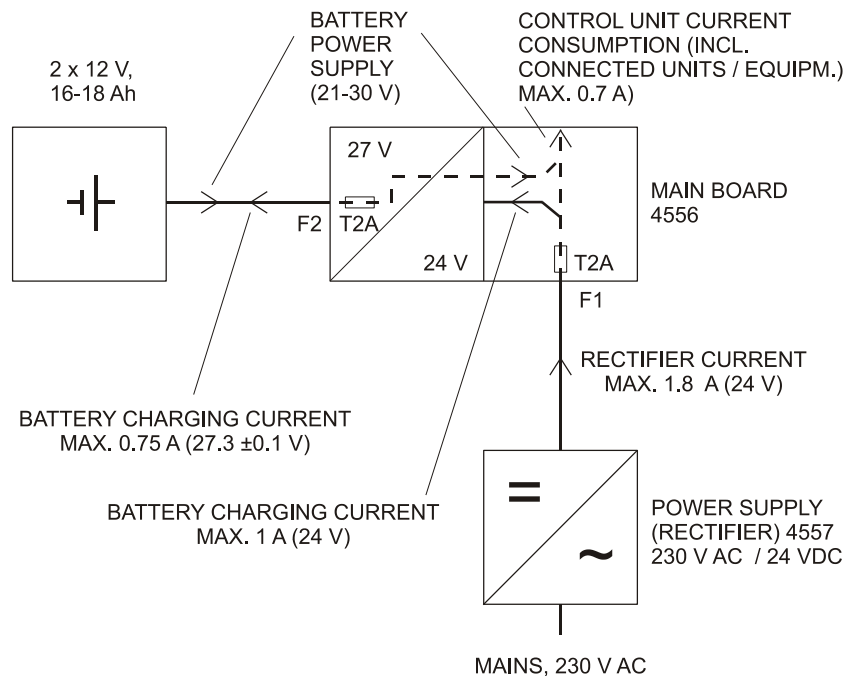 BATTERY
POWER
SUPPLY
(21-30 V)
CONTROL UNIT CURRENT
CONSUMPTION (INCL.
CONNECTED UNITS / EQUIPM.)
MAX. 0.7 A)
2 x 12 V,
16-18 Ah
27 V
F2
T2A
24 V
T2A
F1
MAIN BOARD
4556
RECTIFIER CURRENT
MAX. 1.8 A (24 V)
BATTERY CHARGING CURRENT
MAX. 0.75 A (27.3 ±0.1 V)
BATTERY CHARGING CURRENT
MAX. 1 A (24 V)
=
~
POWER SUPPLY
(RECTIFIER) 4557
230 V AC / 24 VDC
MAINS, 230 V AC